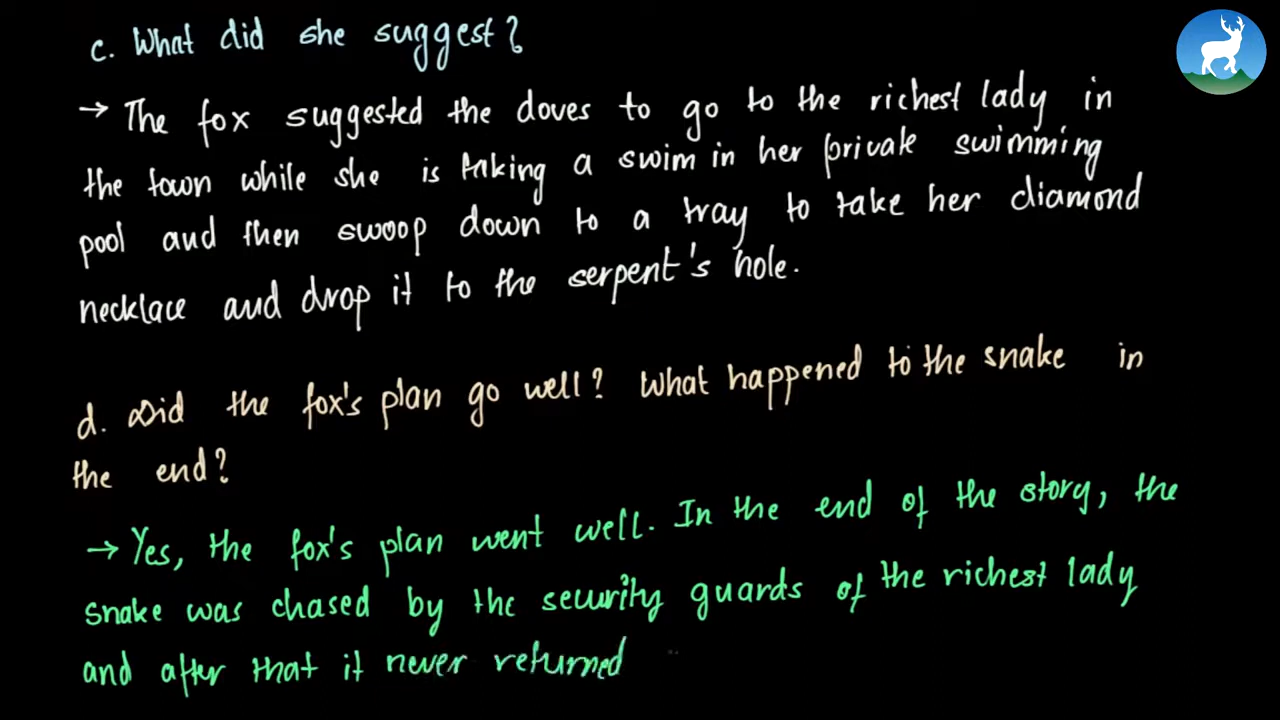 c. What did she suggest?
→ The fox suggested the doves to go to the richest lady in
the town while she is taking a swim in her private swimming
pool and then swoop down to a tray to take her diamond
necklace and drop it to the serpent's hole.
d. Did the fox's plan go well? What happened to the snake in
the end?
→ Yes, the fox's plan went well. In the end of the story, the
snake was chased by the security guards of the richest lady
and after that it never returned